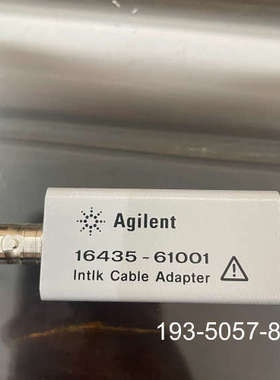 Agilent
16435-61001
Intlk Cable Adapter
193-5057-8